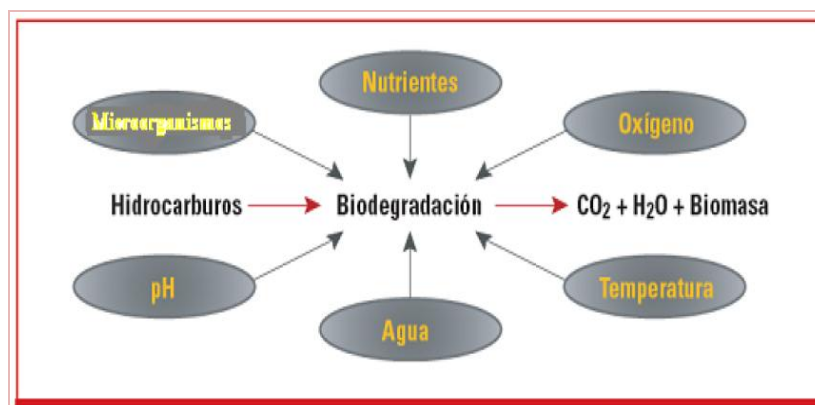 Nutrientes
Microorganismos
Oxígeno
Hidrocarburos
Biodegradación
CO₂ + H₂O + Biomasa
pH
Temperatura
Agua